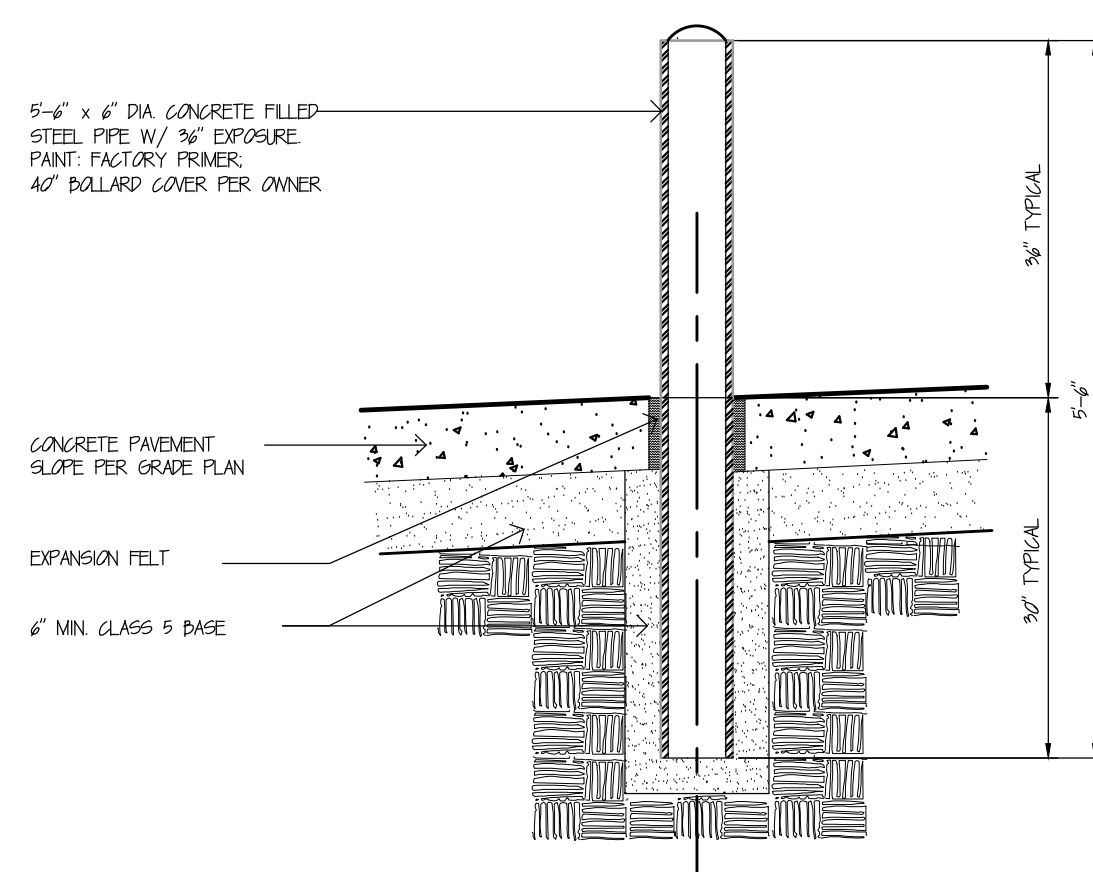 5'-6" x 6" DIA. CONCRETE FILLED
STEEL PIPE W/ 36" EXPOSURE.
PAINT: FACTORY PRIMER;
40" BOLLARD COVER PER OWNER
36" TYPICAL
5'-6"
CONCRETE PAVEMENT
SLOPE PER GRADE PLAN
EXPANSION FELT
30" TYPICAL
6" MIN. CLASS 5 BASE